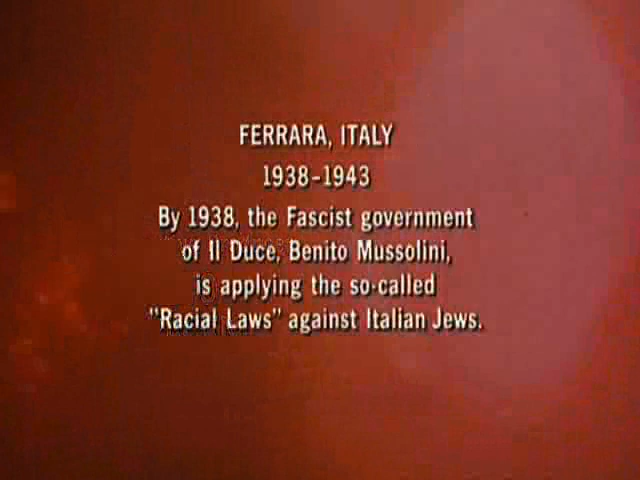 FERRARA, ITALY
1938-1943
By 1938, the Fascist government
of Il Duce, Benito Mussolini,
is applying the so-called
"Racial Laws" against Italian Jews.